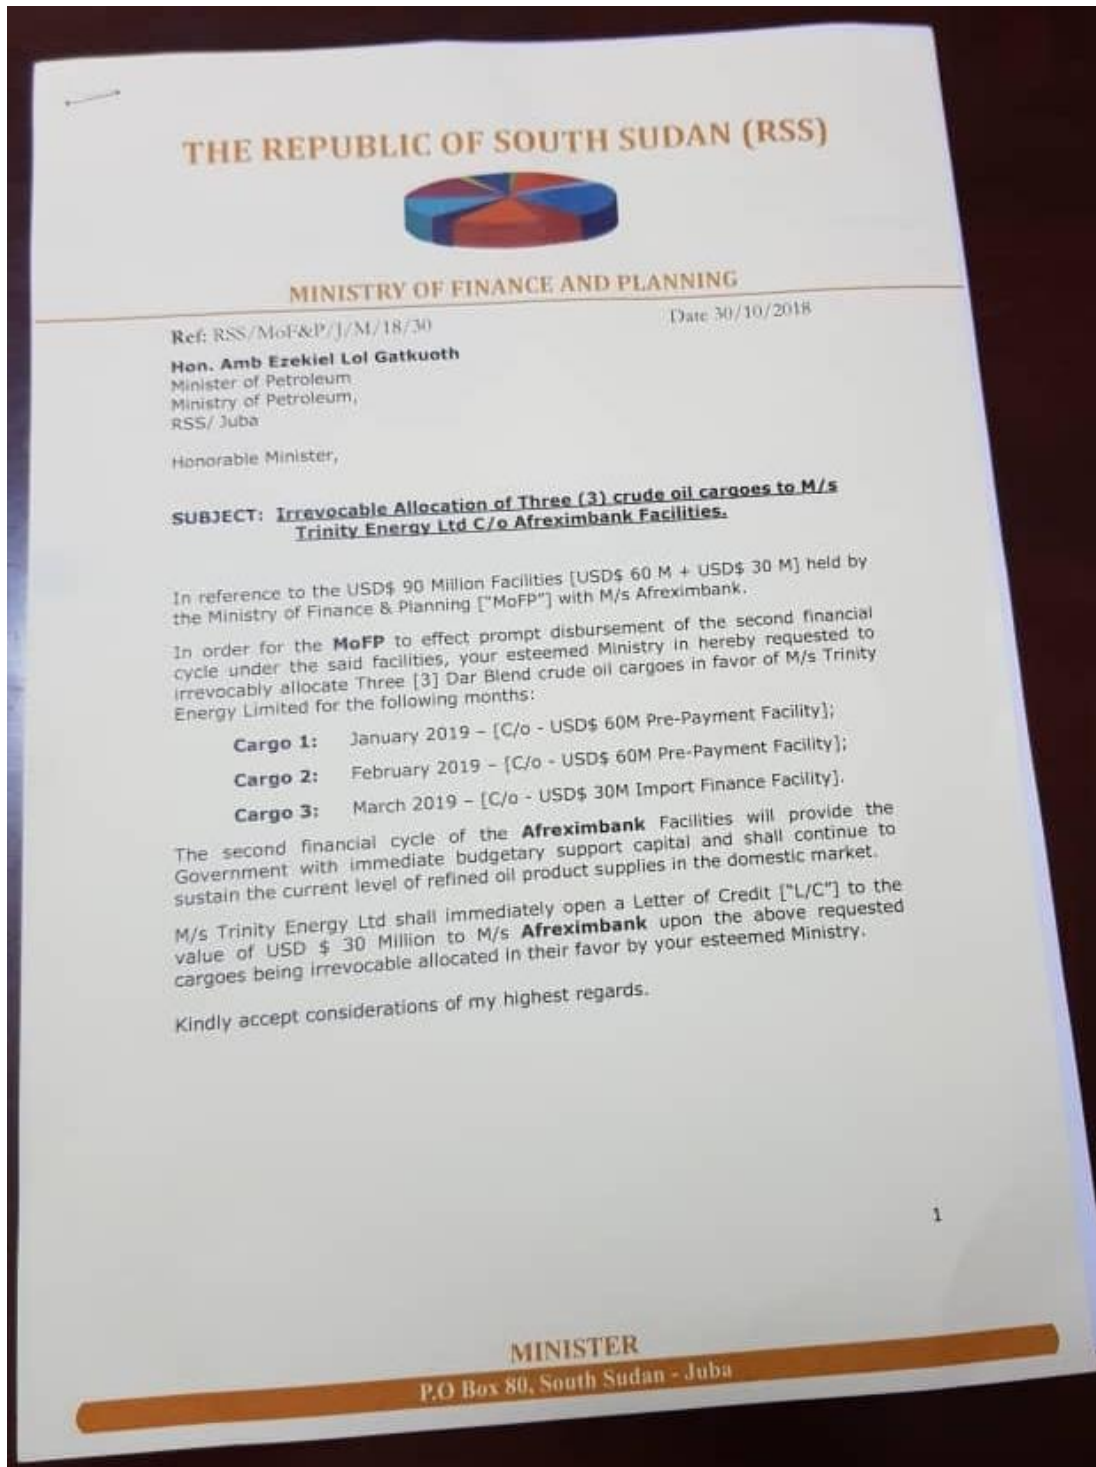 THE REPUBLIC OF SOUTH SUDAN (RSS)
MINISTRY OF FINANCE AND PLANNING
Ref: RSS/MoF&P/J/M/18/30
Date 30/10/2018
Hon. Amb Ezekiel Lol Gatkuoth
Minister of Petroleum
Ministry of Petroleum,
RSS/ Juba
Honorable Minister,
SUBJECT: Irrevocable Allocation of Three (3) crude oil cargoes to M/s
Trinity Energy Ltd C/o Afreximbank Facilities.
In reference to the USD$ 90 Million Facilities [USD$ 60 M + USD$ 30 M] held by
the Ministry of Finance & Planning ["MoFP"] with M/s Afreximbank.
In order for the MoFP to effect prompt disbursement of the second financial
cycle under the said facilities, your esteemed Ministry in hereby requested to
irrevocably allocate Three [3] Dar Blend crude oil cargoes in favor of M/s Trinity
Energy Limited for the following months:
Cargo 1: January 2019 – [C/o - USD$ 60M Pre-Payment Facility];
Cargo 2: February 2019 – [C/o - USD$ 60M Pre-Payment Facility];
Cargo 3: March 2019 – [C/o - USD$ 30M Import Finance Facility].
The second financial cycle of the Afreximbank Facilities will provide the
Government with immediate budgetary support capital and shall continue to
sustain the current level of refined oil product supplies in the domestic market.
M/s Trinity Energy Ltd shall immediately open a Letter of Credit ["L/C"] to the
value of USD $ 30 Million to M/s Afreximbank upon the above requested
cargoes being irrevocable allocated in their favor by your esteemed Ministry.
Kindly accept considerations of my highest regards.
1
MINISTER
P.O Box 80, South Sudan - Juba